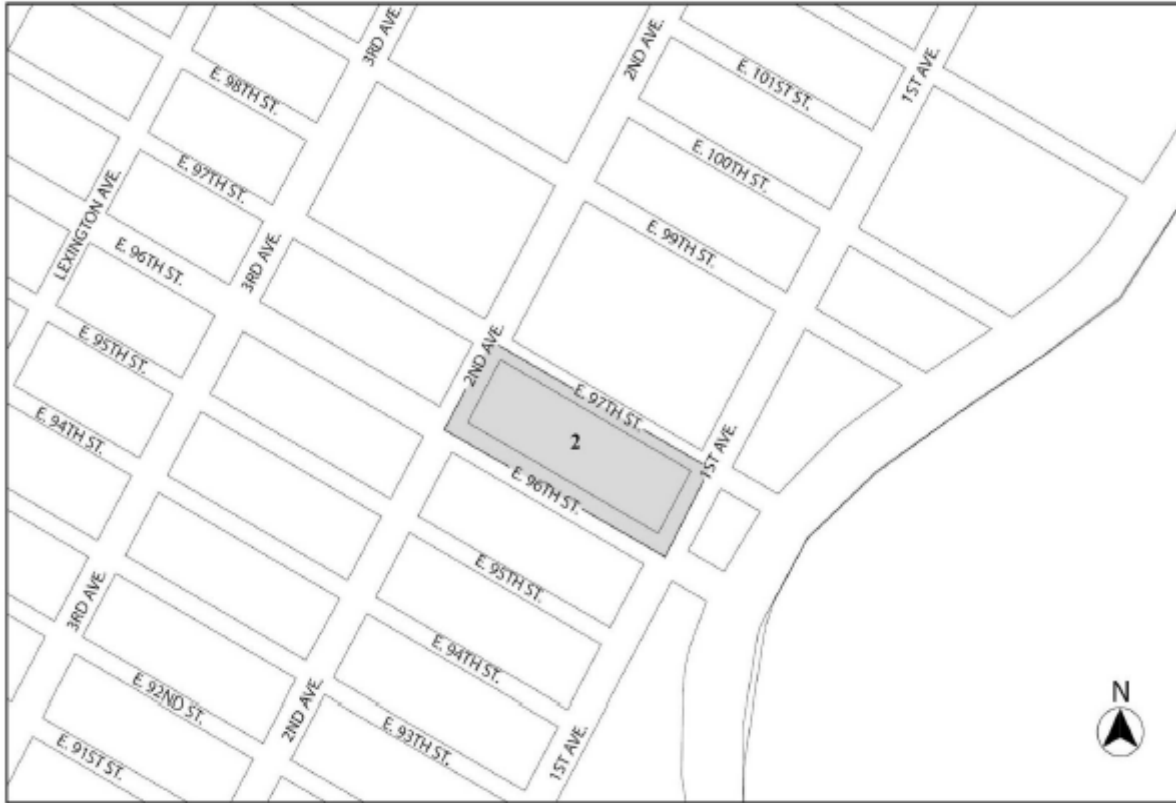 3RD AVE.
2ND AVE.
1ST AVE.
E. 98TH ST.
E. 101ST ST.
E. 97TH ST.
E. 100TH ST.
LEXINGTON AVE.
E. 96TH ST.
3RD AVE.
E. 99TH ST.
E. 95TH ST.
2ND AVE.
E. 97TH ST.
E. 94TH ST.
2
1ST AVE.
E. 96TH ST.
3RD AVE.
E. 95TH ST.
E. 94TH ST.
E. 92ND ST.
2ND AVE.
E. 93TH ST.
1ST AVE.
E. 91ST ST.
N